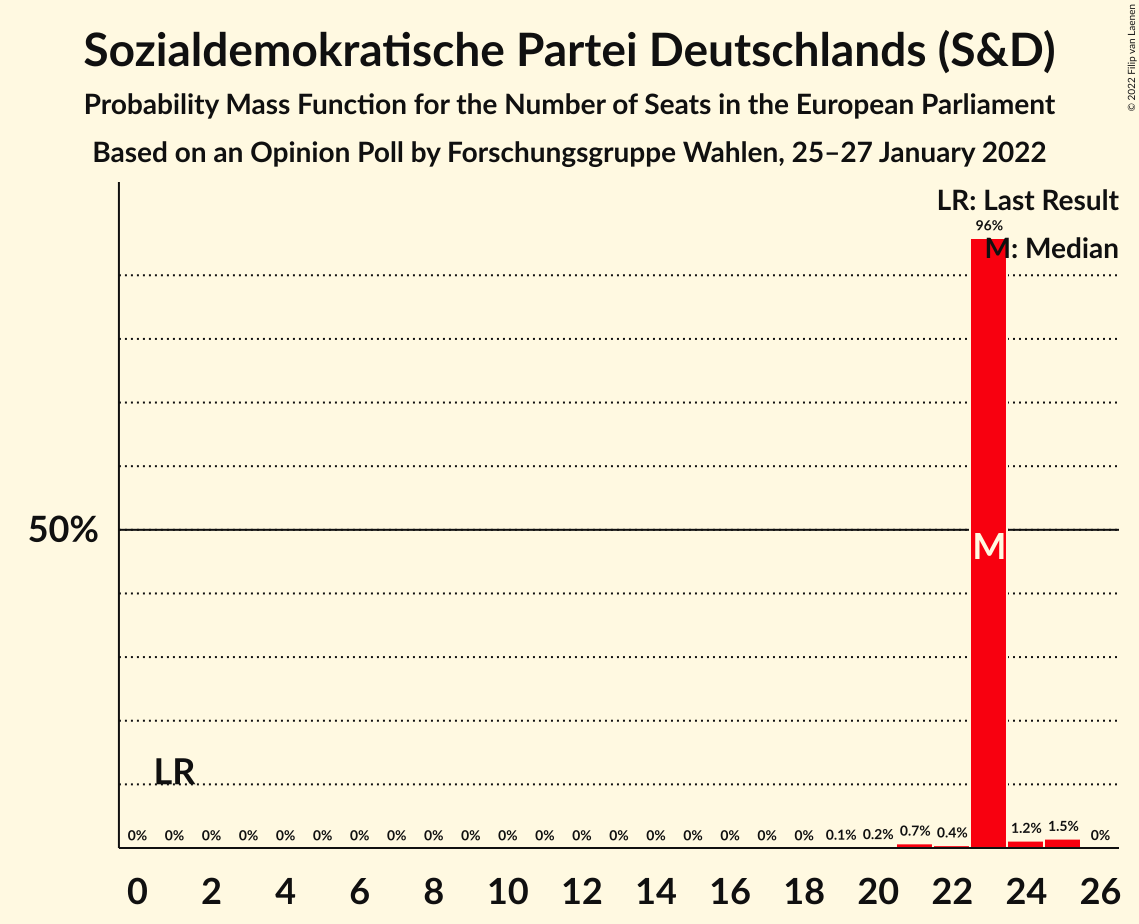 Sozialdemokratische Partei Deutschlands (S&D)
Probability Mass Function for the Number of Seats in the European Parliament
Based on an Opinion Poll by Forschungsgruppe Wahlen, 25–27 January 2022
© 2022 Filip van Laenen
LR: Last Result
96%
M: Median
50%
M
LR
0% 0% 0% 0% 0% 0% 0% 0% 0% 0% 0% 0% 0% 0% 0% 0% 0% 0% 0% 0.1% 0.2% 0.7% 0.4% 1.2% 1.5% 0%
0 2 4 6 8 10 12 14 16 18 20 22 24 26